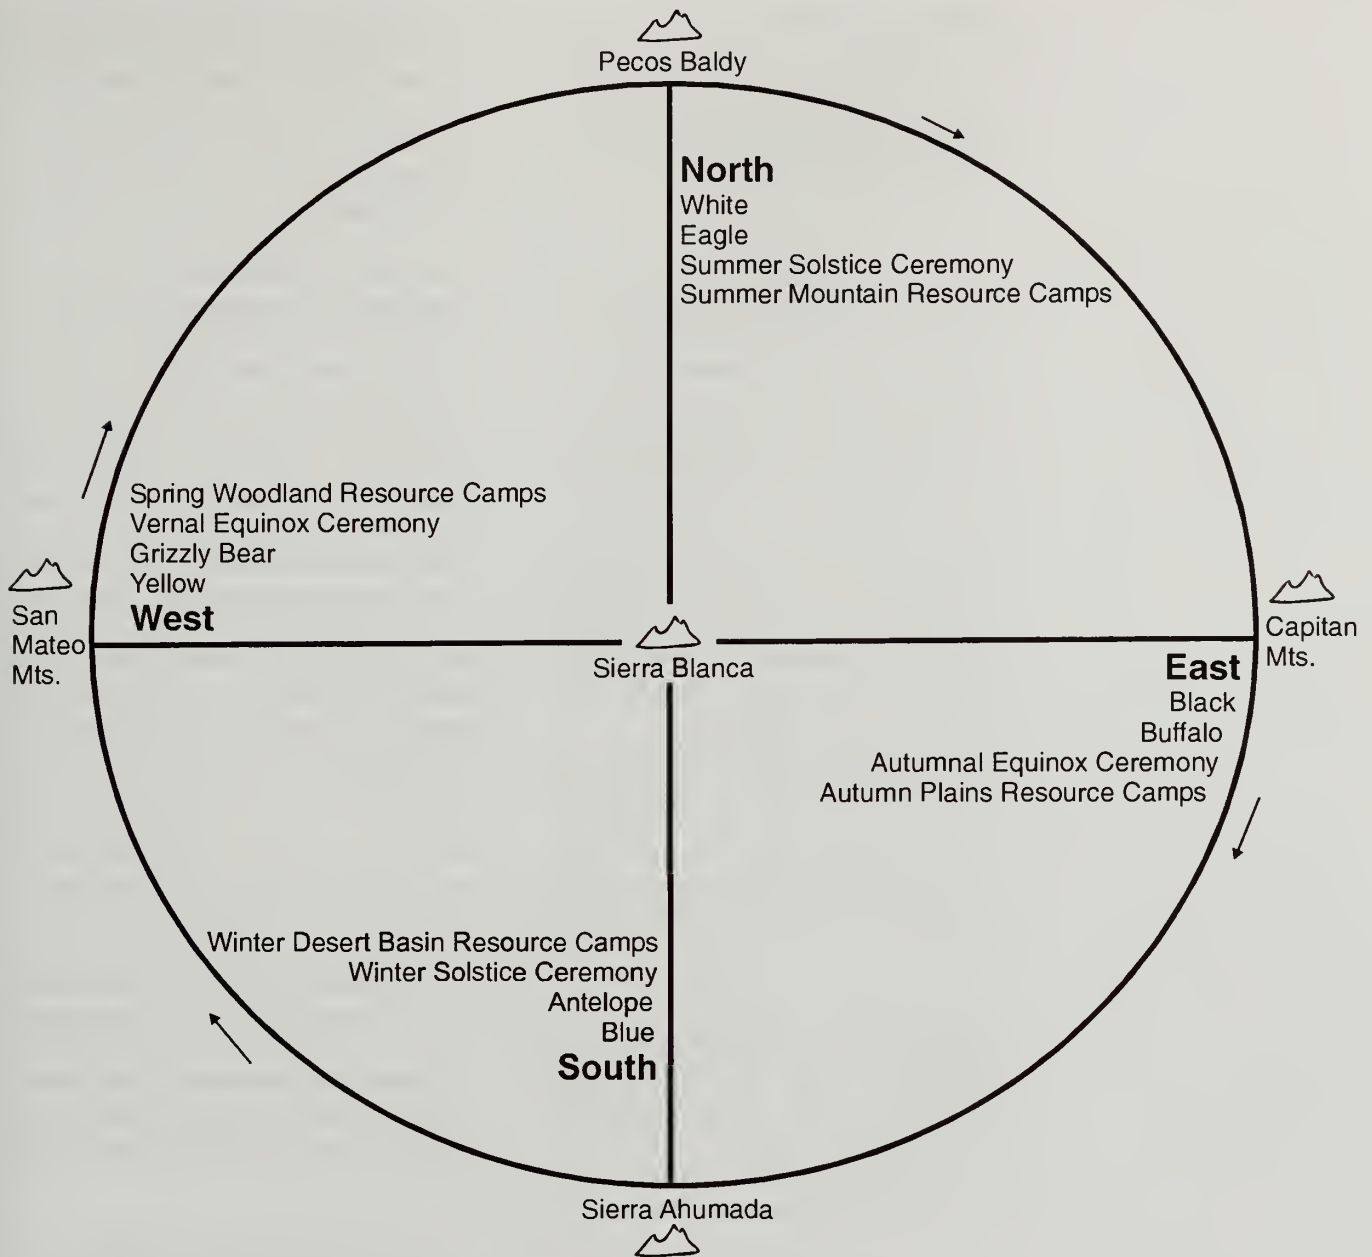 Pecos Baldy
North
White
Eagle
Summer Solstice Ceremony
Summer Mountain Resource Camps
Spring Woodland Resource Camps
Vernal Equinox Ceremony
Grizzly Bear
Yellow
West
San
Mateo
Mts.
Sierra Blanca
Capitan
Mts.
East
Black
Buffalo
Autumnal Equinox Ceremony
Autumn Plains Resource Camps
Winter Desert Basin Resource Camps
Winter Solstice Ceremony
Antelope
Blue
South
Sierra Ahumada